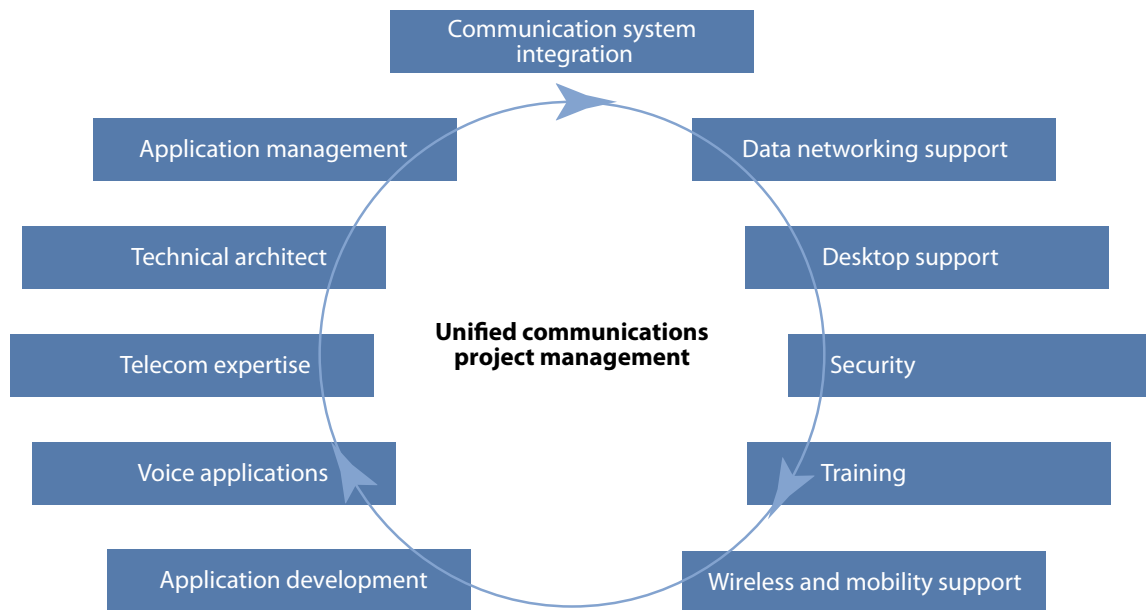 Communication system
integration
Application management
Data networking support
Technical architect
Desktop support
Unified communications
project management
Telecom expertise
Security
Voice applications
Training
Application development
Wireless and mobility support